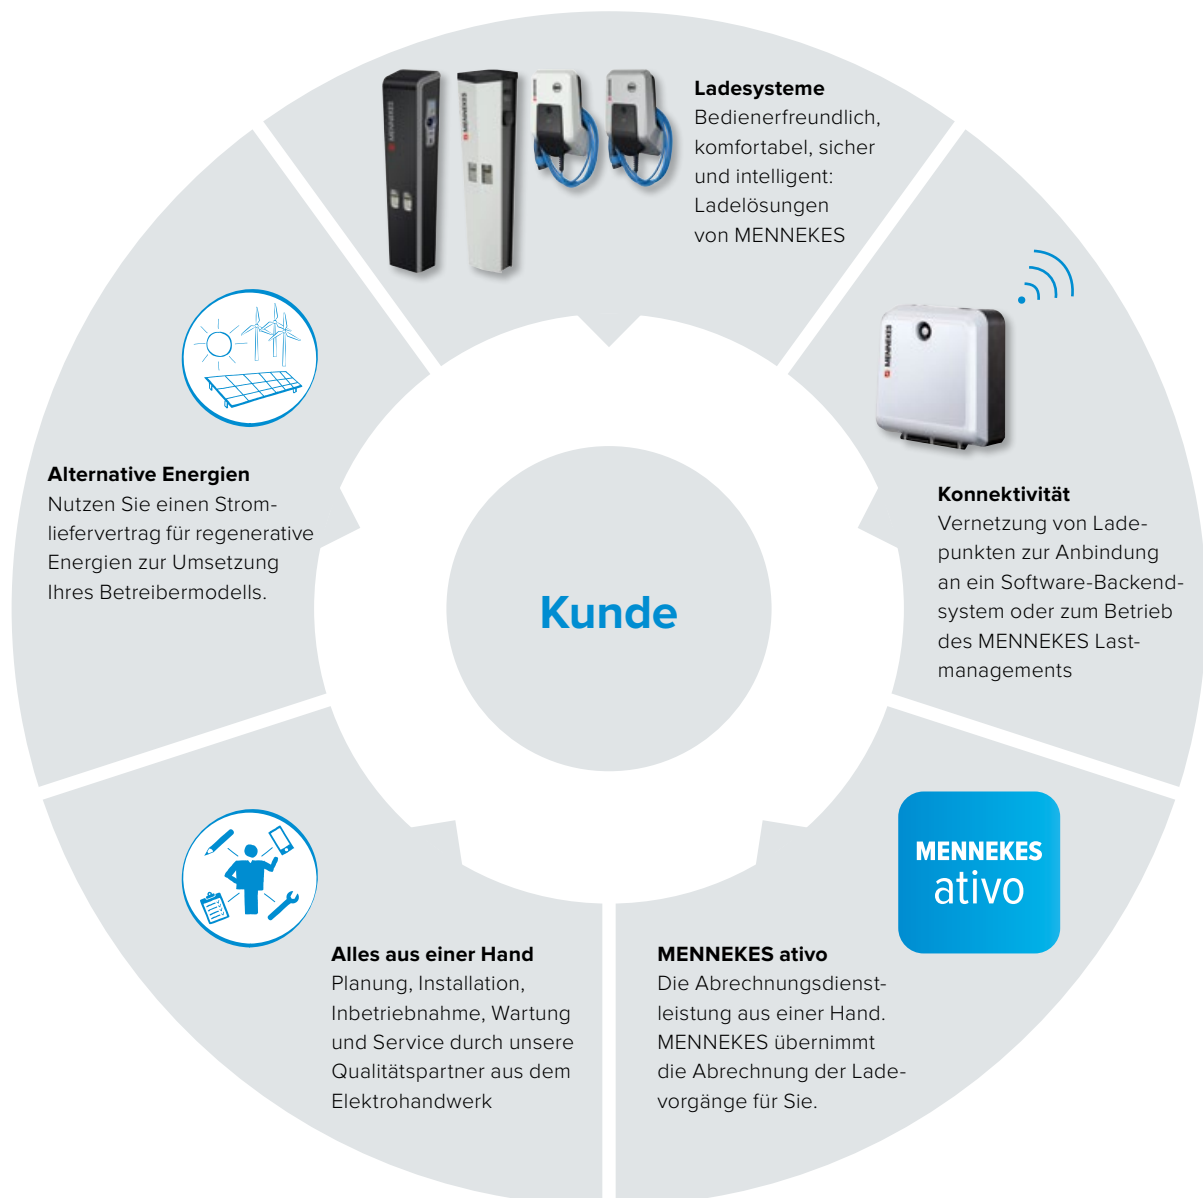 Ladesysteme
Bedienerfreundlich,
komfortabel, sicher
und intelligent:
Ladelösungen
von MENNEKES
MENNEKES
MENNEKES
Konnektivität
Vernetzung von Lade-
punkten zur Anbindung
an ein Software-Backend-
system oder zum Betrieb
des MENNEKES Last-
managements
MENNEKES
MENNEKES
ativo
MENNEKES ativo
Die Abrechnungsdienst-
leistung aus einer Hand.
MENNEKES übernimmt
die Abrechnung der Lade-
vorgänge für Sie.
Alles aus einer Hand
Planung, Installation,
Inbetriebnahme, Wartung
und Service durch unsere
Qualitätspartner aus dem
Elektrohandwerk
Alternative Energien
Nutzen Sie einen Strom-
liefervertrag für regenerative
Energien zur Umsetzung
Ihres Betreibermodells.
Kunde